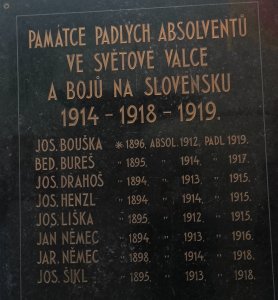 PAMÁTCE PADLÝCH ABSOLVENTŮ
VE SVĚTOVÉ VÁLCE
A BOJŮ NA SLOVENSKU
1914 - 1918 - 1919.
JOS. BOUŠKA * 1896, ABSOL. 1912, PADL 1919.
BED. BUREŠ " 1895, " 1914, " 1917.
JOS. DRAHOŠ " 1894, " 1913, " 1915.
JOS. HENZL " 1894, " 1914, " 1915.
JOS. LIŠKA " 1895, " 1912, " 1915.
JAN NĚMEC " 1894, " 1913, " 1916.
JAR. NĚMEC " 1898, " 1914, " 1918.
JOS. ŠIKL " 1895, " 1913, " 1918.